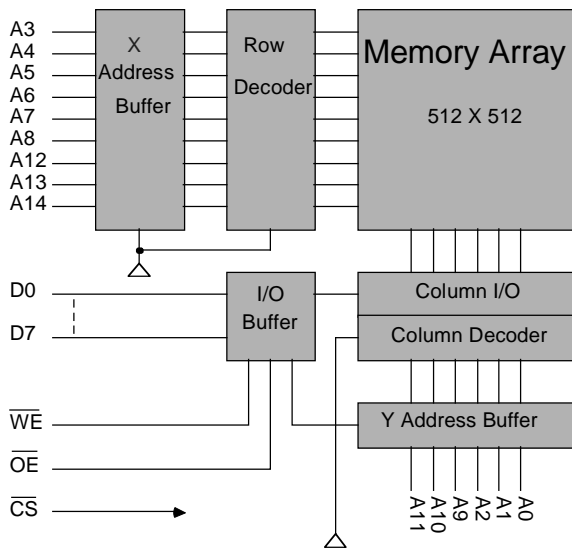 A3
A4
A5
A6
A7
A8
A12
A13
A14
X
Address
Buffer
Row
Decoder
Memory Array
512 X 512
D0
D7
I/O
Buffer
Column I/O
Column Decoder
Y Address Buffer
WE
OE
CS
A11
A10
A9
A2
A1
A0